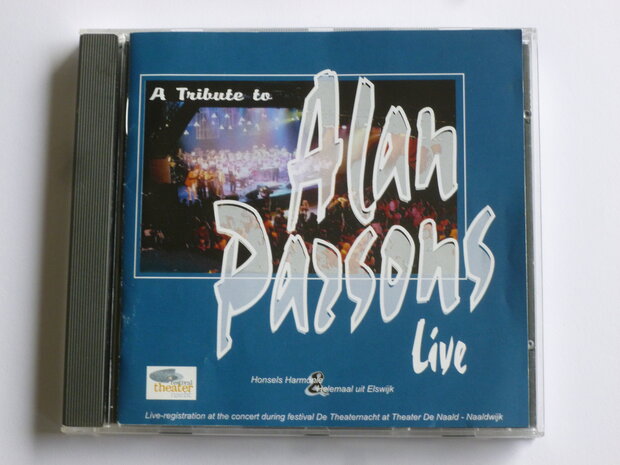 A Tribute to
Alan
Parsons
Live
festival
theater
nacht
Honsels Harmonie
& Helemaal uit Elswijk
Live-registration at the concert during festival De Theaternacht at Theater De Naald - Naaldwijk